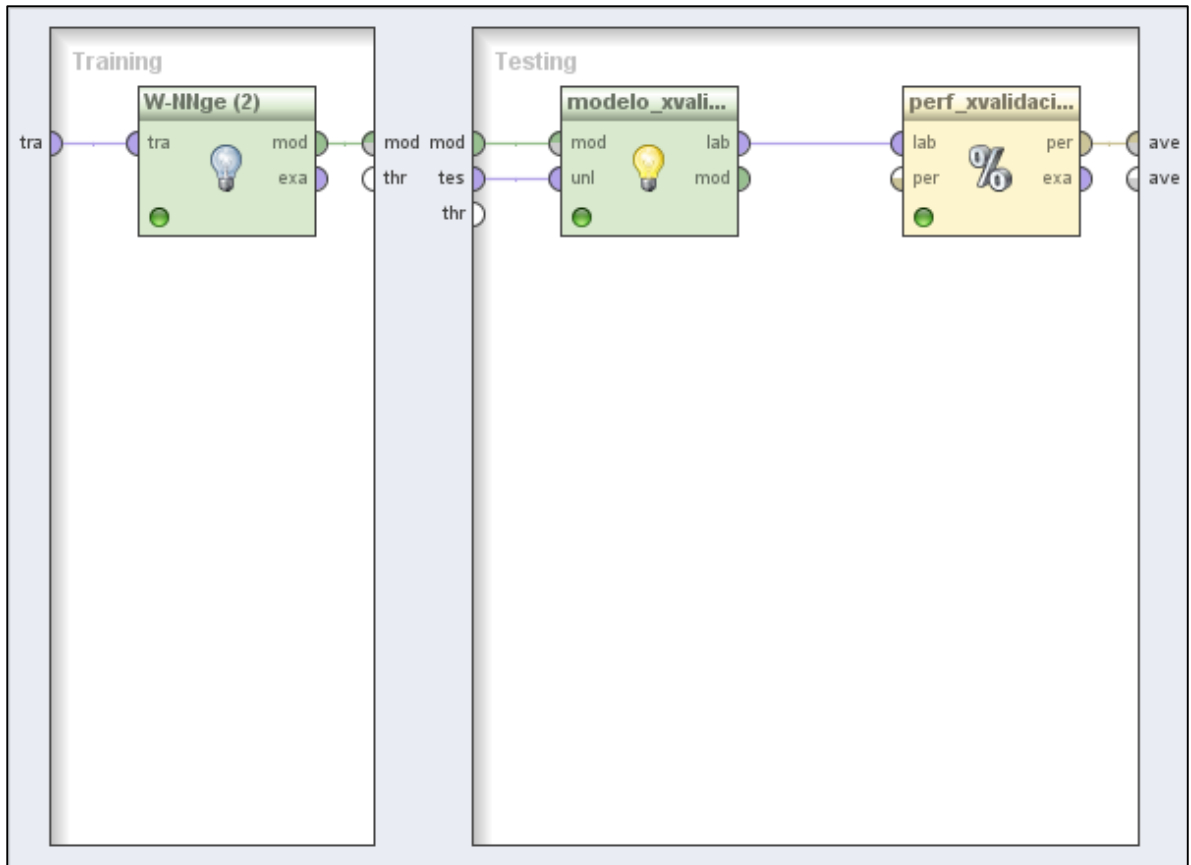 Training
Testing
W-NNge (2)
modelo_xvali...
perf_xvalidaci...
tra
tra
mod
mod
mod
mod
lab
lab
per
ave
exa
thr
tes
unl
mod
per
exa
ave
thr